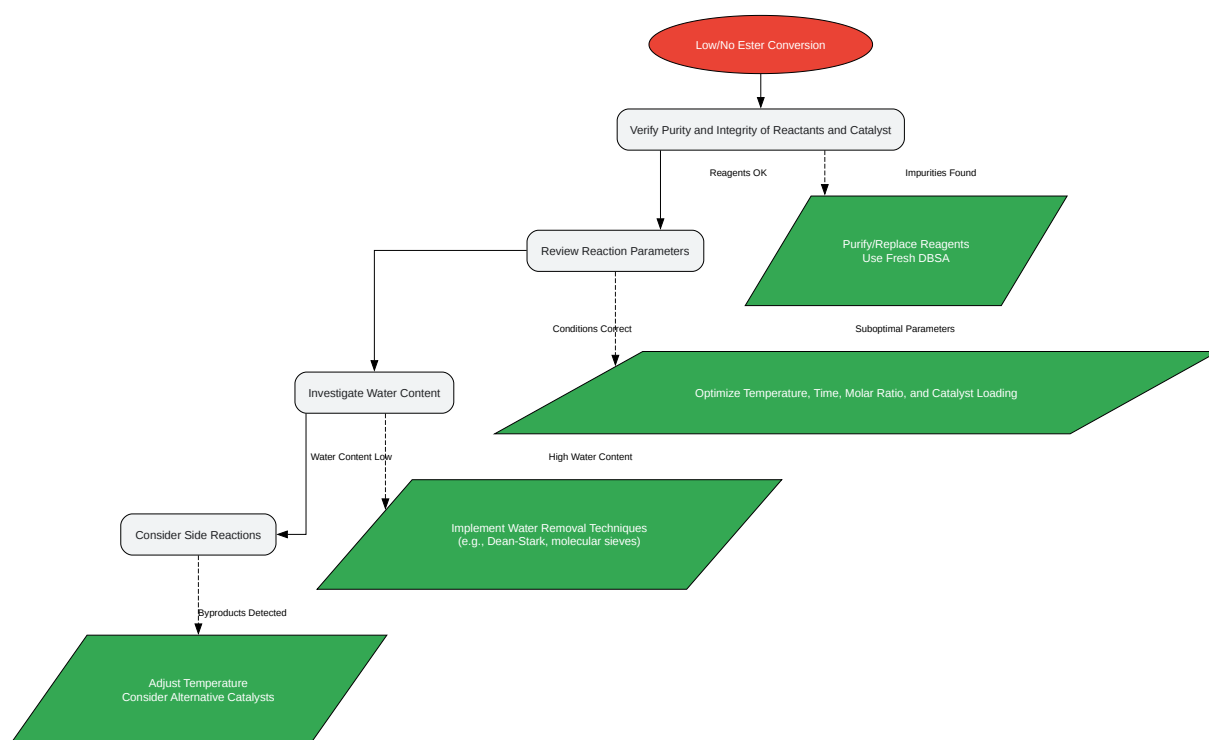 Low/No Ester Conversion
Verify Purity and Integrity of Reactants and Catalyst
Reagents OK
Impurities Found
Purify/Replace Reagents
Use Fresh DBSA
Review Reaction Parameters
Conditions Correct
Suboptimal Parameters
Optimize Temperature, Time, Molar Ratio, and Catalyst Loading
Investigate Water Content
Water Content Low
High Water Content
Implement Water Removal Techniques
(e.g., Dean-Stark, molecular sieves)
Consider Side Reactions
Byproducts Detected
Adjust Temperature
Consider Alternative Catalysts